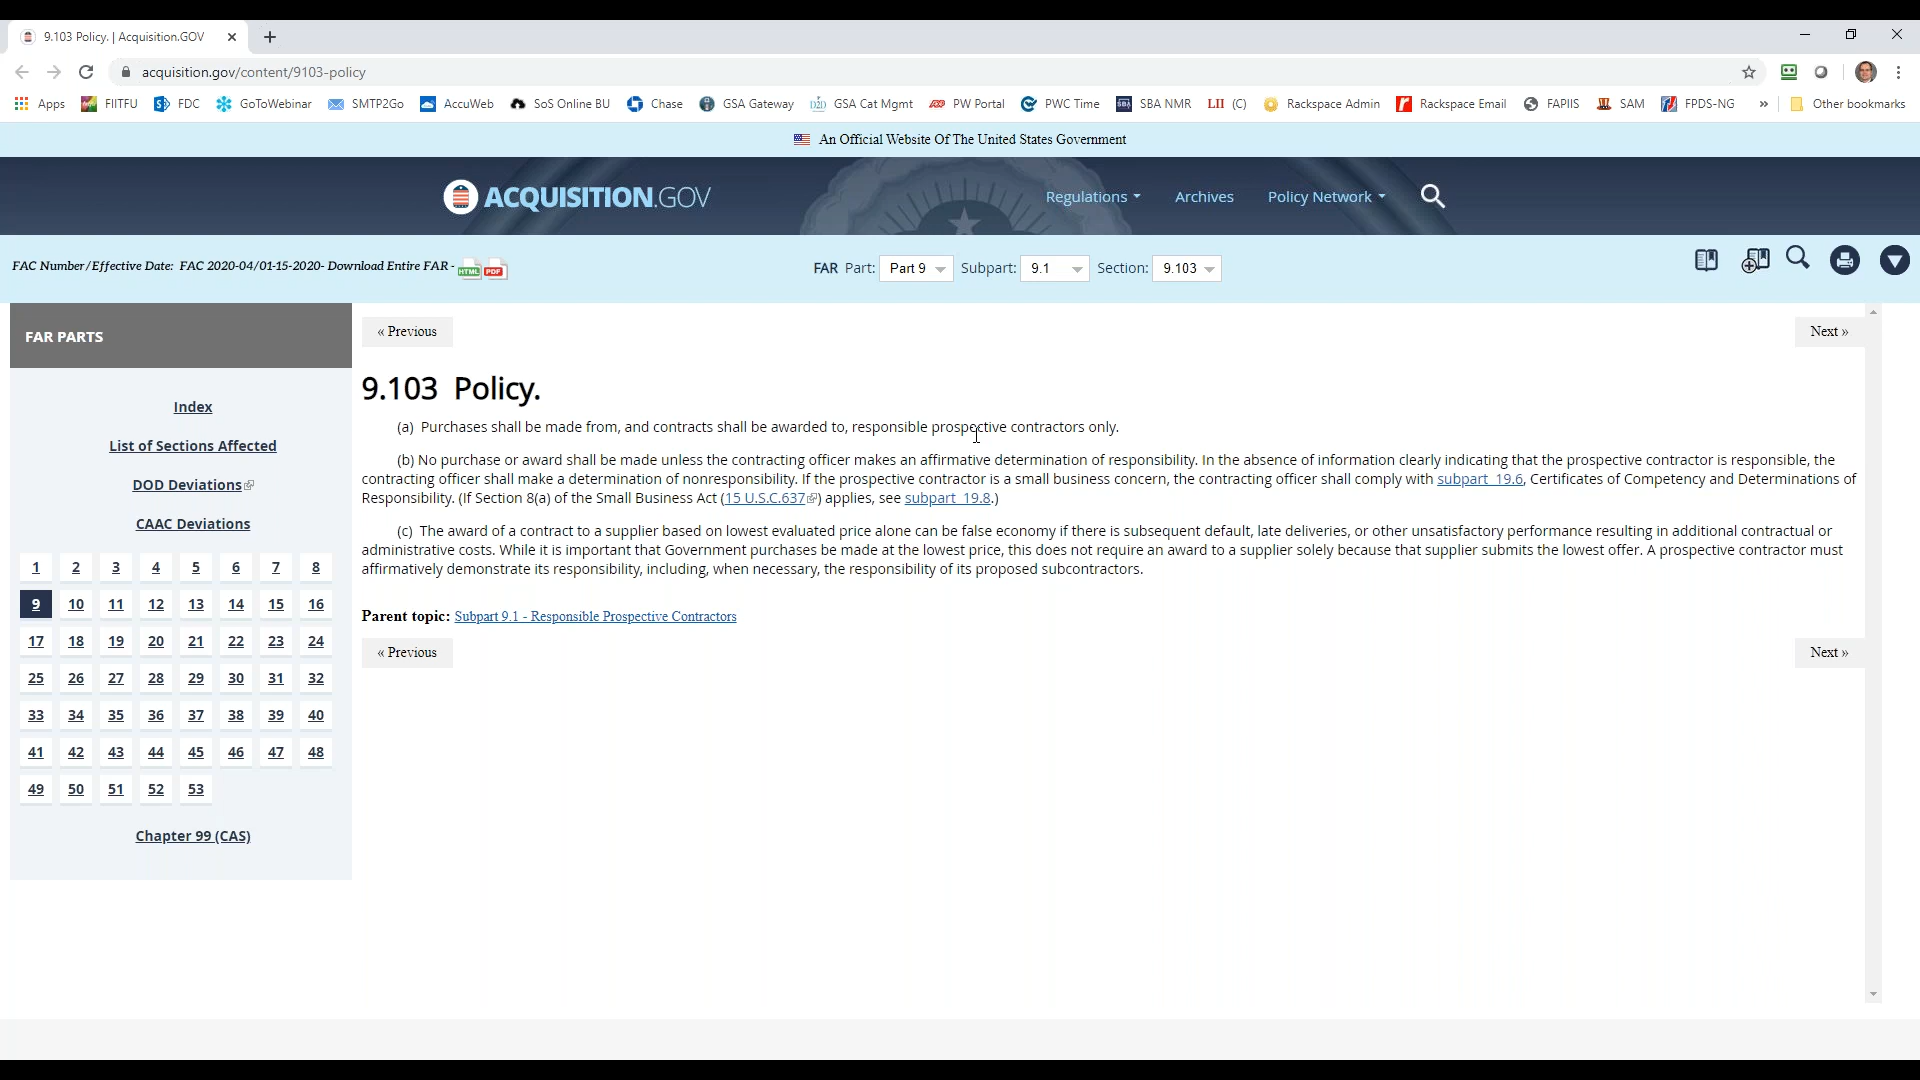 9.103 Policy. | Acquisition.GOV
acquisition.gov/content/9103-policy
Apps FIITFU FDC GoToWebinar SMTP2Go AccuWeb SoS Online BU Chase GSA Gateway GSA Cat Mgmt PW Portal PWC Time SBA NMR LII (C) Rackspace Admin Rackspace Email FAPIIS SAM FPDS-NG » Other bookmarks
An Official Website Of The United States Government
ACQUISITION.GOV Regulations Archives Policy Network
FAC Number/Effective Date: FAC 2020-04/01-15-2020- Download Entire FAR - HTML PDF FAR Part: Part 9 Subpart: 9.1 Section: 9.103
FAR PARTS
Index
List of Sections Affected
DOD Deviations
CAAC Deviations
1 2 3 4 5 6 7 8
9 10 11 12 13 14 15 16
17 18 19 20 21 22 23 24
25 26 27 28 29 30 31 32
33 34 35 36 37 38 39 40
41 42 43 44 45 46 47 48
49 50 51 52 53
Chapter 99 (CAS)
« Previous Next »
9.103 Policy.
(a) Purchases shall be made from, and contracts shall be awarded to, responsible prospective contractors only.
(b) No purchase or award shall be made unless the contracting officer makes an affirmative determination of responsibility. In the absence of information clearly indicating that the prospective contractor is responsible, the
contracting officer shall make a determination of nonresponsibility. If the prospective contractor is a small business concern, the contracting officer shall comply with subpart 19.6, Certificates of Competency and Determinations of
Responsibility. (If Section 8(a) of the Small Business Act (15 U.S.C.637) applies, see subpart 19.8.)
(c) The award of a contract to a supplier based on lowest evaluated price alone can be false economy if there is subsequent default, late deliveries, or other unsatisfactory performance resulting in additional contractual or
administrative costs. While it is important that Government purchases be made at the lowest price, this does not require an award to a supplier solely because that supplier submits the lowest offer. A prospective contractor must
affirmatively demonstrate its responsibility, including, when necessary, the responsibility of its proposed subcontractors.
Parent topic: Subpart 9.1 - Responsible Prospective Contractors
« Previous Next »